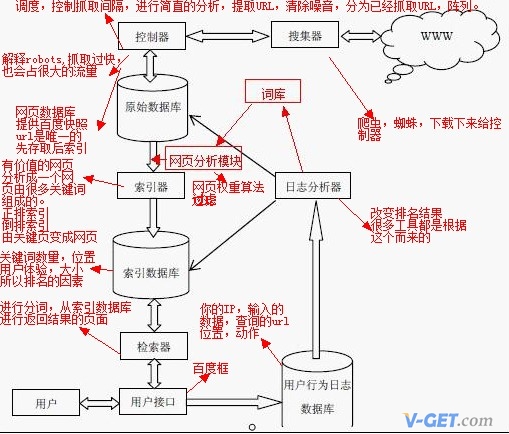 调度,控制抓取间隔,进行简直的分析,提取URL,清除噪音,分为已经抓取URL,阵列。
控制器
搜集器
WWW
解释robots,抓取过快,
也会占很大的流量
原始数据库
词库
爬虫,蜘蛛,下载下来给控
制器
网页数据库
提供百度快照
url是唯一的
先存取后索引
网页分析模块
有价值的网页
分析成一个网
页由很多关键词
组成的。
正排索引
倒排索引
由关键页变成网页
索引器
网页权重算法
过滤
日志分析器
改变排名结果
很多工具都是根据
这个而来的
关键词数量,位置
用户体验,大小
所以排名的因素
索引数据库
进行分词,从索引数据库
进行返回结果的页面
你的IP,输入的
数据,查询的url
位置,动作
检索器
百度框
用户
用户接口
用户行为日志
数据库
V-GET.com